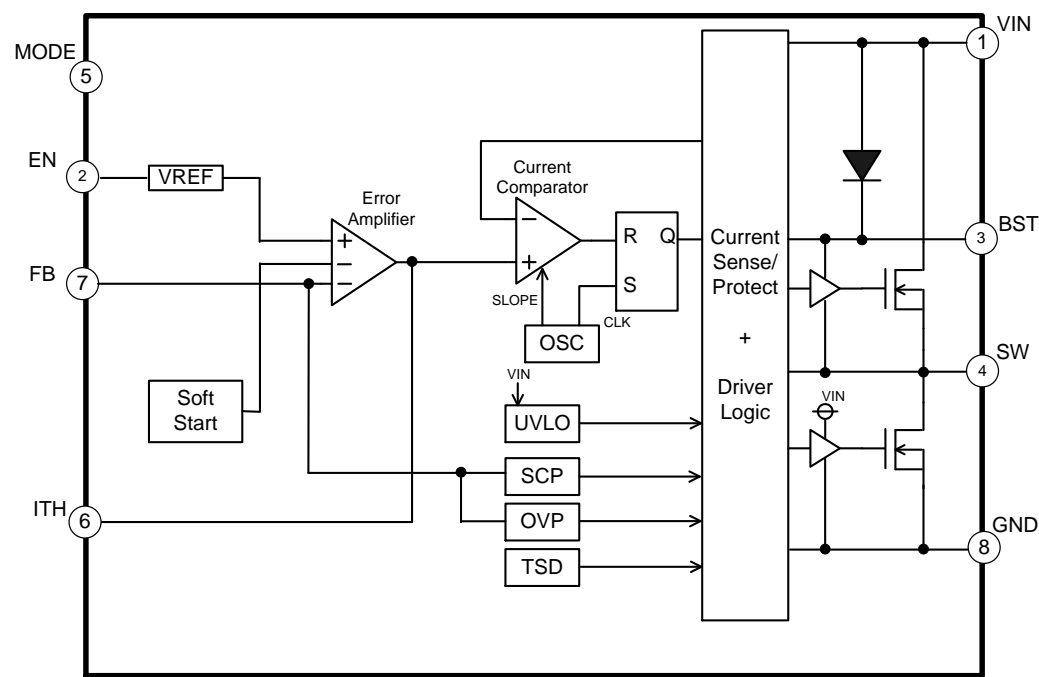 MODE
5
EN
2
VREF
FB
7
Soft
Start
ITH
6
Error
Amplifier
+
−
−
Current
Comparator
−
+
SLOPE
OSC
CLK
R
Q
S
VIN
UVLO
SCP
OVP
TSD
Current
Sense/
Protect
+
Driver
Logic
VIN
VIN
1
BST
3
SW
4
GND
8